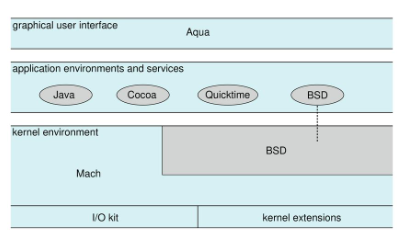 graphical user interface
Aqua
application environments and services
Java Cocoa Quicktime BSD
kernel environment
BSD
Mach
I/O kit kernel extensions